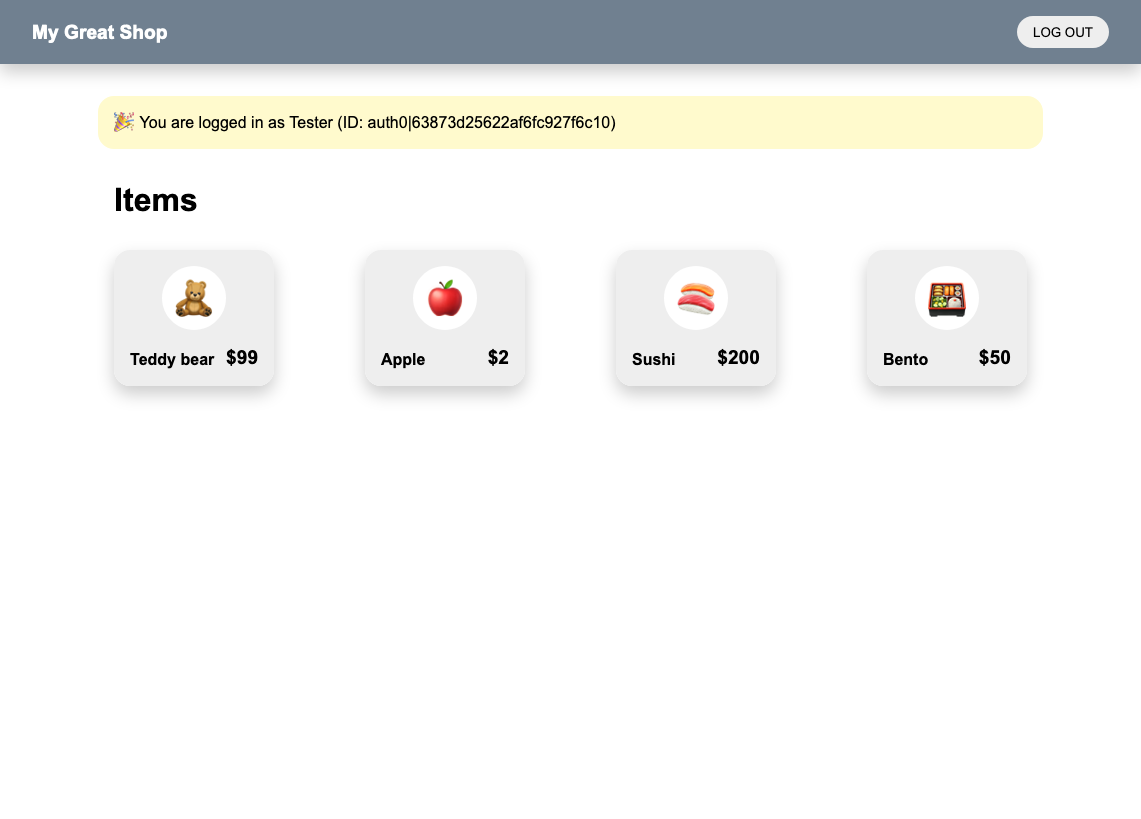 My Great Shop
LOG OUT
🎉 You are logged in as Tester (ID: auth0|63873d25622af6fc927f6c10)
Items
Teddy bear $99
Apple $2
Sushi $200
Bento $50